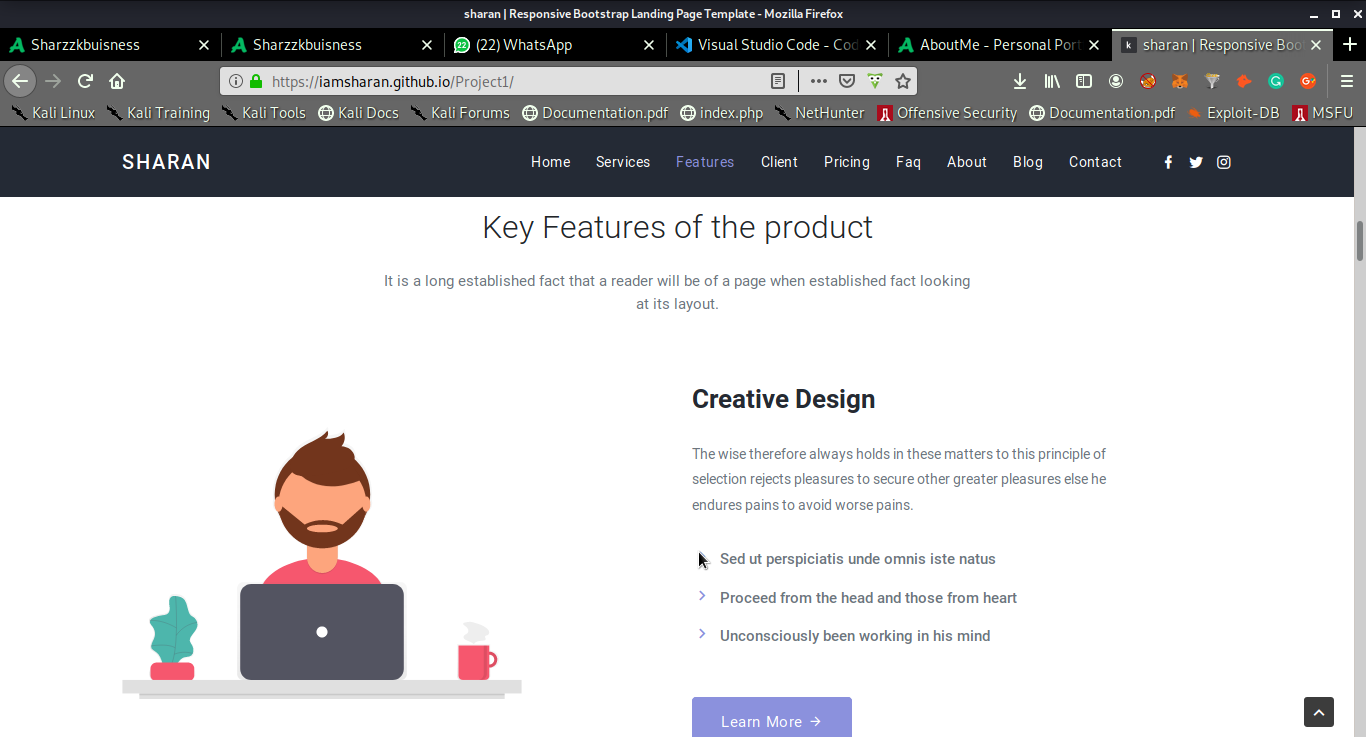 sharan | Responsive Bootstrap Landing Page Template - Mozilla Firefox
Sharzzkbuisness
Sharzzkbuisness
22
(22) WhatsApp
Visual Studio Code - Cod
AboutMe - Personal Port
k
sharan | Responsive Boo
https://iamsharan.github.io/Project1/
Kali Linux
Kali Training
Kali Tools
Kali Docs
Kali Forums
Documentation.pdf
index.php
NetHunter
Offensive Security
Documentation.pdf
Exploit-DB
MSFU
SHARAN
Home
Services
Features
Client
Pricing
Faq
About
Blog
Contact
Key Features of the product
It is a long established fact that a reader will be of a page when established fact looking
at its layout.
Creative Design
The wise therefore always holds in these matters to this principle of
selection rejects pleasures to secure other greater pleasures else he
endures pains to avoid worse pains.
Sed ut perspiciatis unde omnis iste natus
Proceed from the head and those from heart
Unconsciously been working in his mind
Learn More →